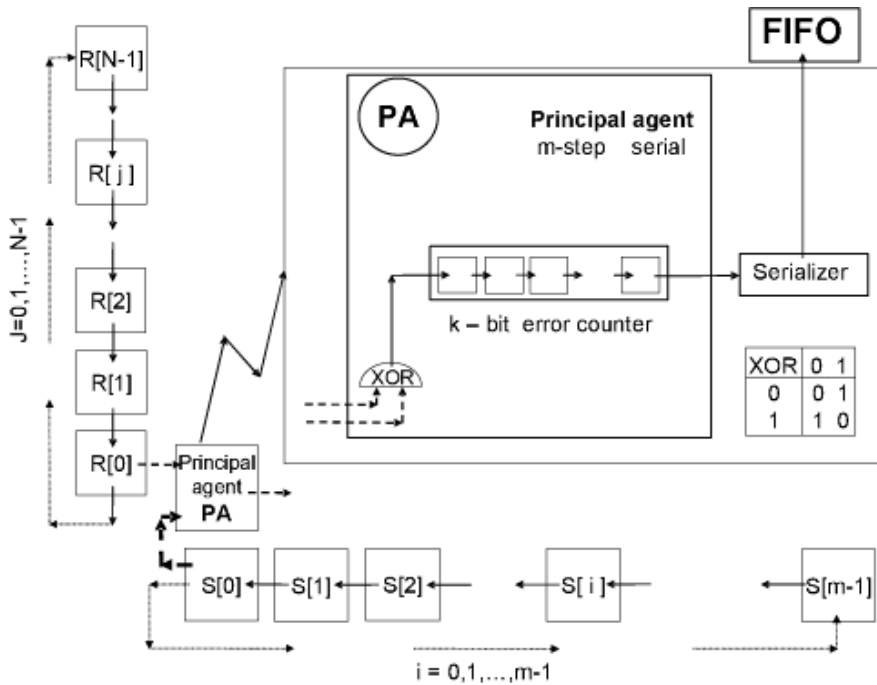 FIFO
R[N-1]
PA
Principal agent
m-step serial
R[ j ]
J=0,1,...,N-1
R[2]
Serializer
k – bit error counter
R[1]
XOR
XOR 0 1
0 0 1
1 1 0
R[0]
Principal
agent
PA
S[0]
S[1]
S[2]
S[ i ]
S[m-1]
i = 0,1,...,m-1